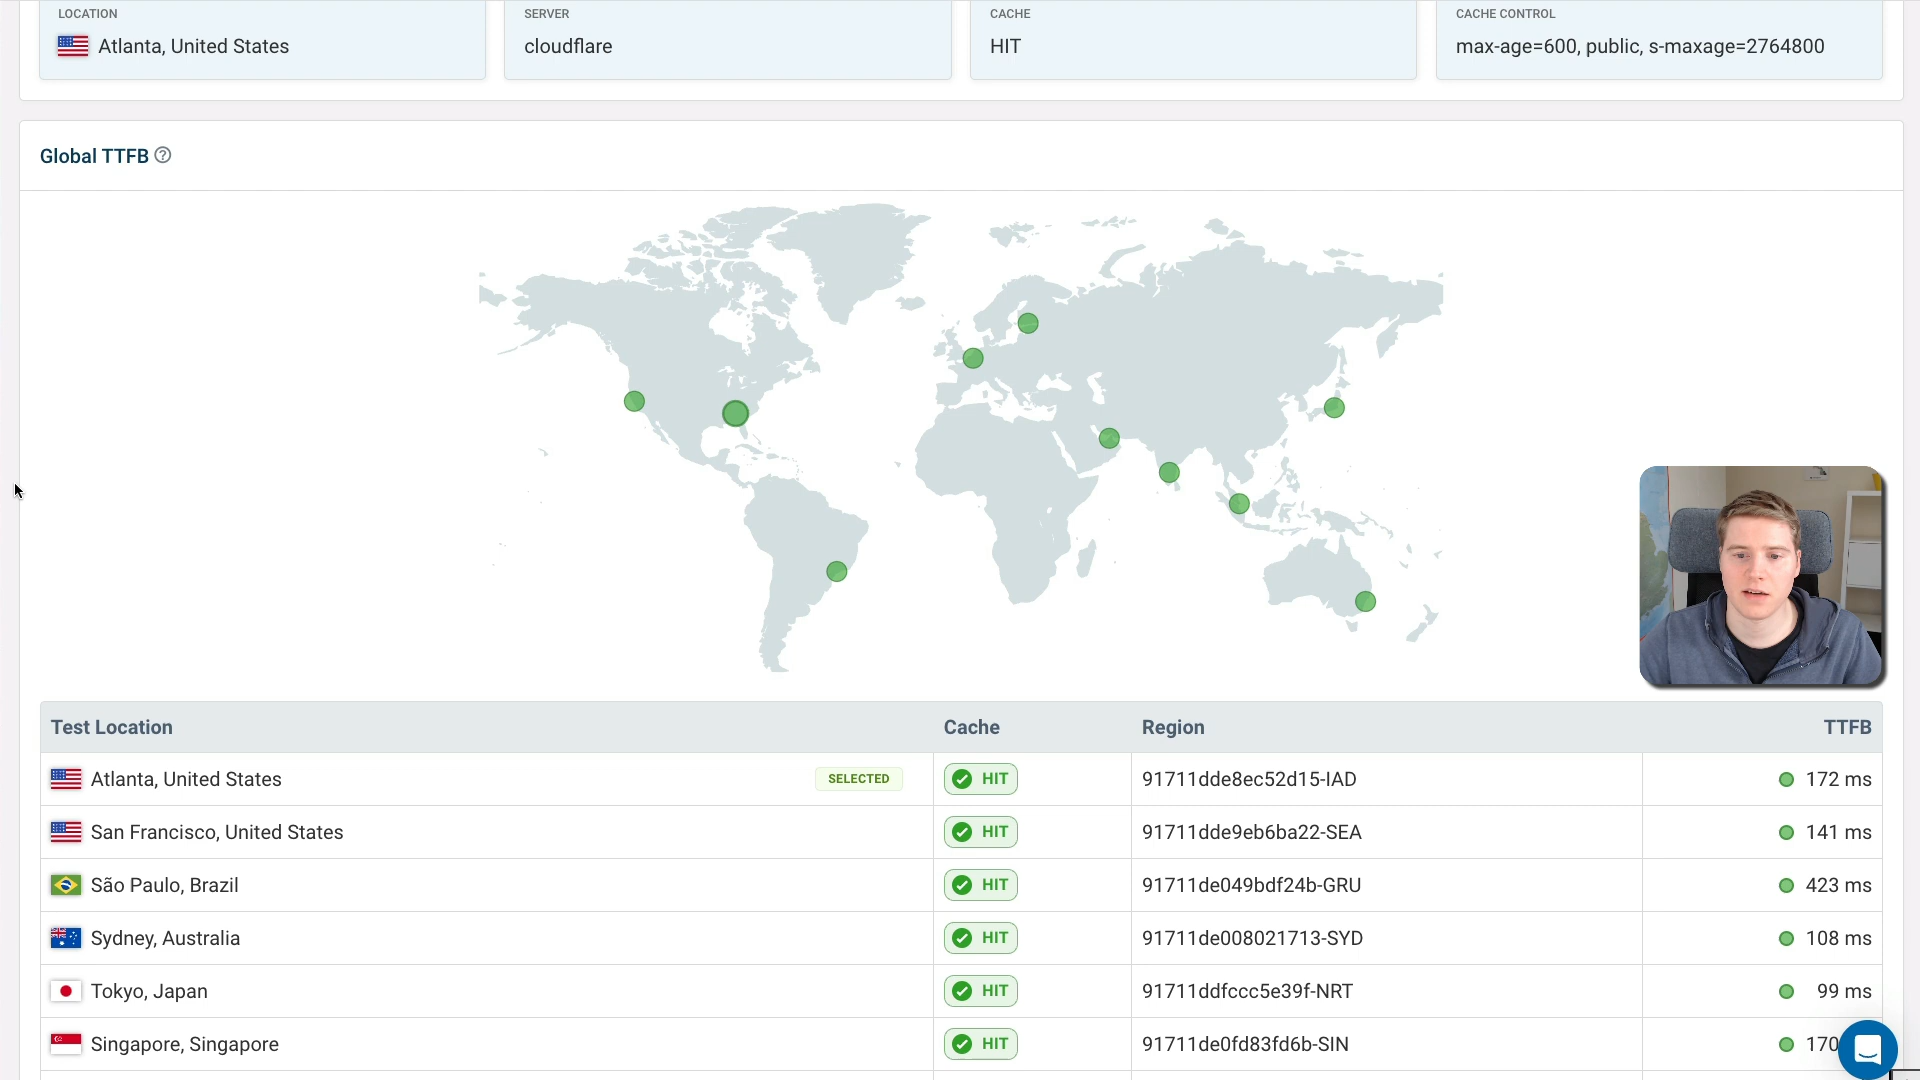 LOCATION
Atlanta, United States
SERVER
cloudflare
CACHE
HIT
CACHE CONTROL
max-age=600, public, s-maxage=2764800
Global TTFB
Test Location Cache Region TTFB
Atlanta, United States SELECTED HIT 91711dde8ec52d15-IAD 172 ms
San Francisco, United States HIT 91711dde9eb6ba22-SEA 141 ms
São Paulo, Brazil HIT 91711de049bdf24b-GRU 423 ms
Sydney, Australia HIT 91711de008021713-SYD 108 ms
Tokyo, Japan HIT 91711ddfccc5e39f-NRT 99 ms
Singapore, Singapore HIT 91711de0fd83fd6b-SIN 170